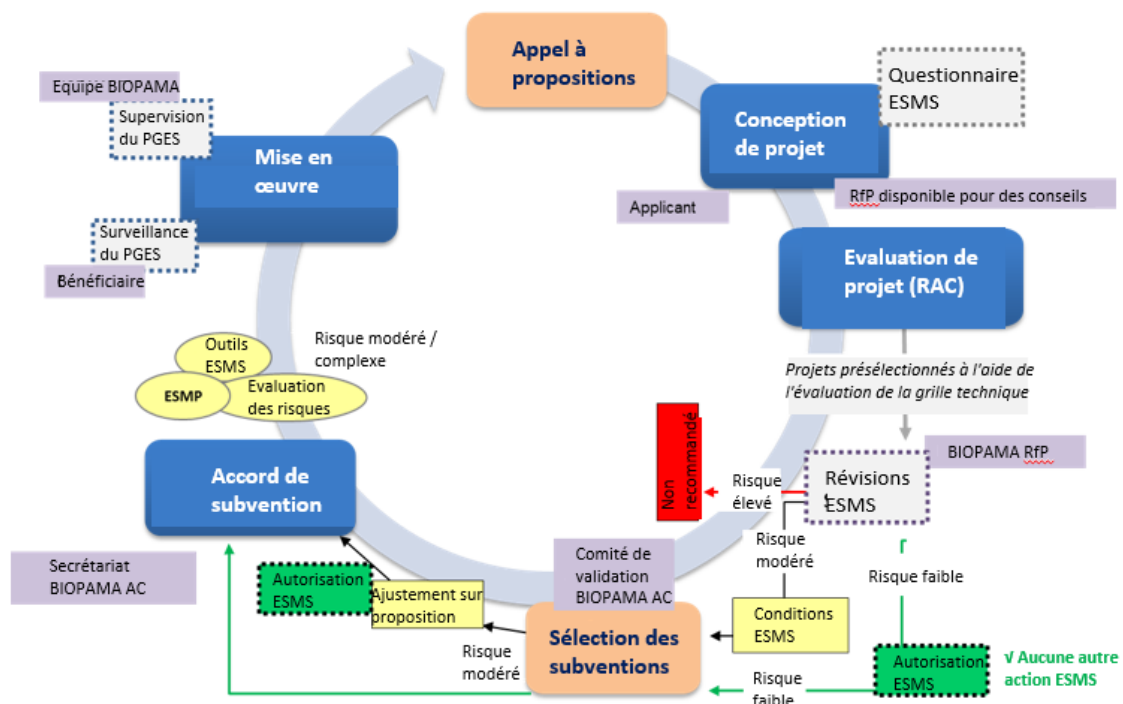 Appel à
propositions
Questionnaire
ESMS
Conception
de projet
RfP disponible pour des conseils
Applicant
Evaluation de
projet (RAC)
Projets présélectionnés à l'aide de
l'évaluation de la grille technique
BIOPAMA RfP
Révisions
ESMS
Risque
élevé
Non
recommandé
Risque
modéré
Risque faible
Conditions
ESMS
Autorisation
ESMS
√ Aucune autre
action ESMS
Risque
faible
Comité de
validation
BIOPAMA AC
Sélection des
subventions
Risque
modéré
Ajustement sur
proposition
Autorisation
ESMS
Secrétariat
BIOPAMA AC
Accord de
subvention
Outils
ESMS
ESMP
Evaluation
des risques
Risque modéré /
complexe
Equipe BIOPAMA
Supervision
du PGES
Mise en
œuvre
Surveillance
du PGES
Bénéficiaire